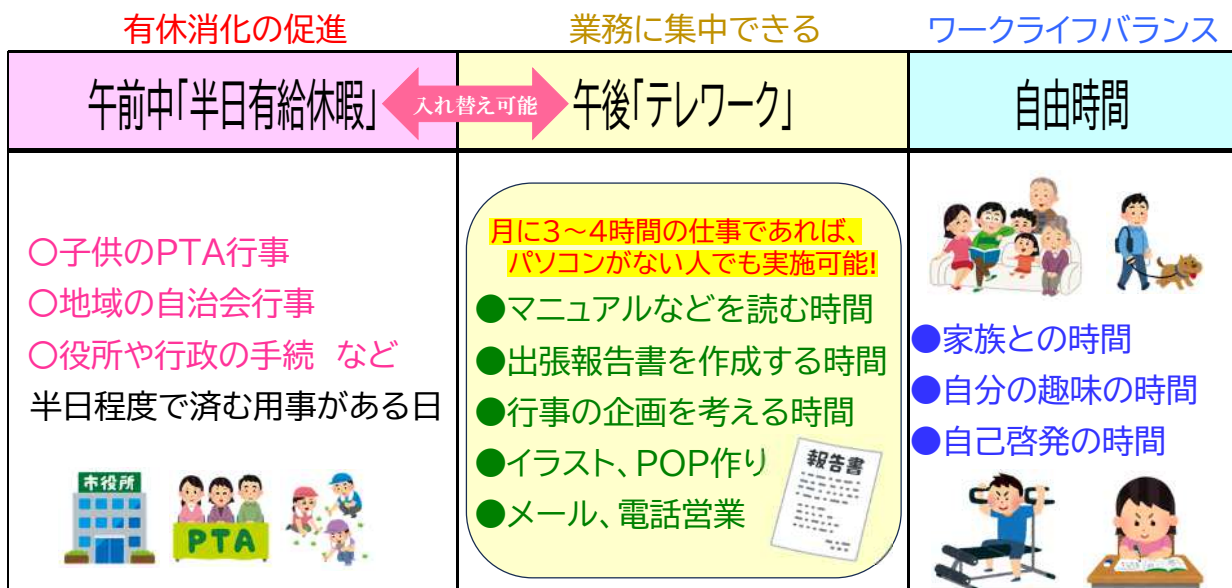 有休消化の促進
業務に集中できる
ワークライフバランス
午前中「半日有給休暇」
入れ替え可能
午後「テレワーク」
自由時間
〇子供のPTA行事
〇地域の自治会行事
〇役所や行政の手続 など
半日程度で済む用事がある日
市役所
PTA
月に3~4時間の仕事であれば、
パソコンがない人でも実施可能!
●マニュアルなどを読む時間
●出張報告書を作成する時間
●行事の企画を考える時間
●イラスト、POP作り
●メール、電話営業
報告書
●家族との時間
●自分の趣味の時間
●自己啓発の時間